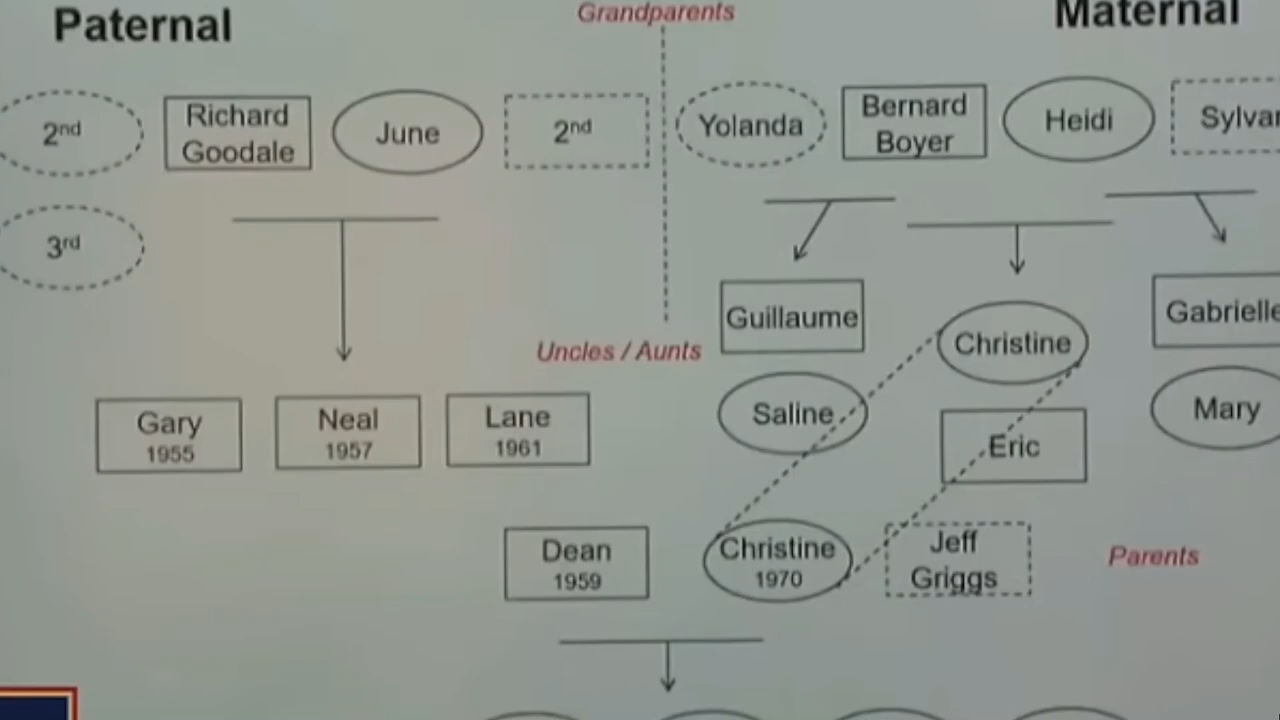 Grandparents
Paternal
Maternal
2nd
Richard
Goodale
June
2nd
Yolanda
Bernard
Boyer
Heidi
3rd
Guillaume
Christine
Gabrielle
Uncles / Aunts
Gary
1955
Neal
1957
Lane
1961
Saline
Eric
Mary
Dean
1959
Christine
1970
Jeff
Griggs
Parents